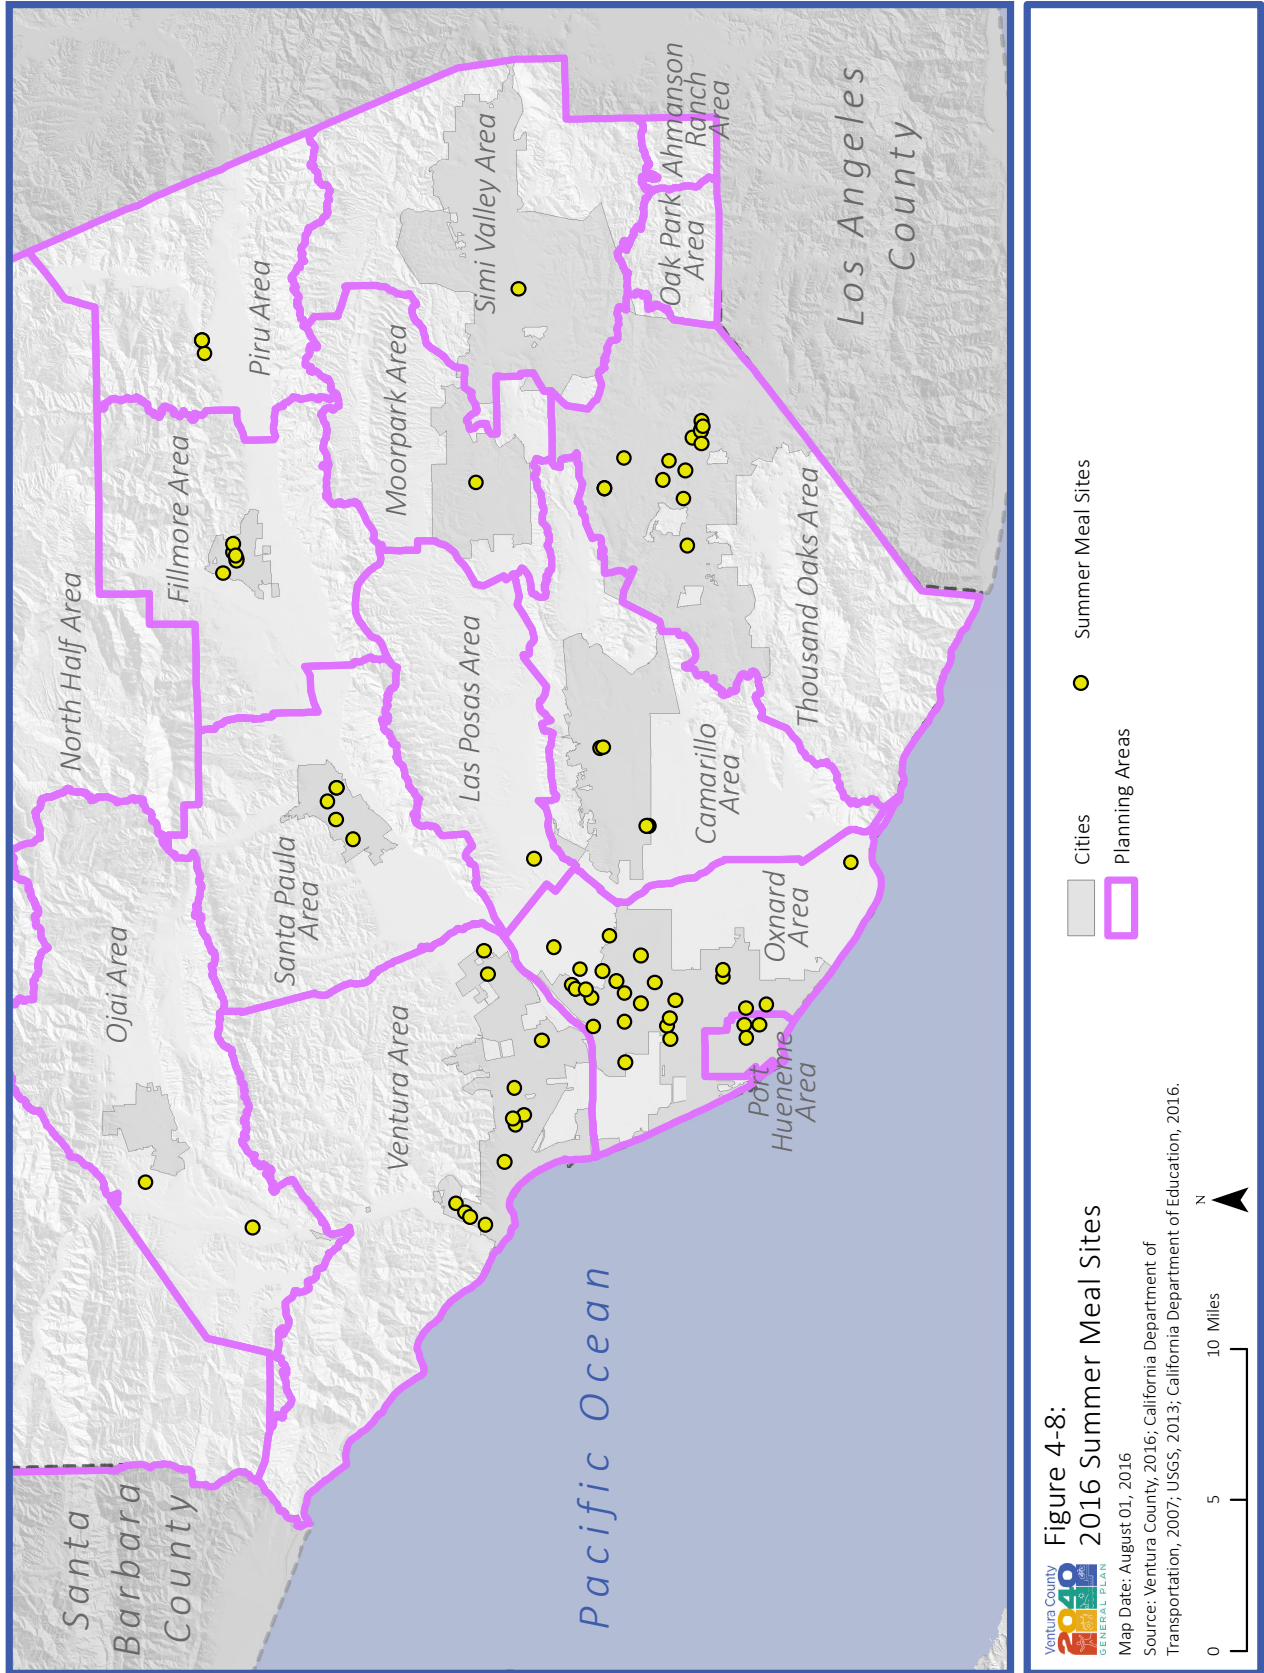 Santa
Barbara
County
Ojai Area
North Half Area
Fillmore Area
Piru Area
Santa Paula
Area
Ventura Area
Las Posas Area
Moorpark Area
Simi Valley Area
Oak Park
Area
Ahmanson
Ranch
Area
Camarillo
Area
Thousand Oaks Area
Oxnard
Area
Port
Hueneme
Area
Los Angeles
County
Pacific Ocean
Ventura County
2040
GENERAL PLAN
Figure 4-8:
2016 Summer Meal Sites
Map Date: August 01, 2016
Source: Ventura County, 2016; California Department of
Transportation, 2007; USGS, 2013; California Department of Education, 2016.
0 5 10 Miles
N
Cities
Planning Areas
Summer Meal Sites